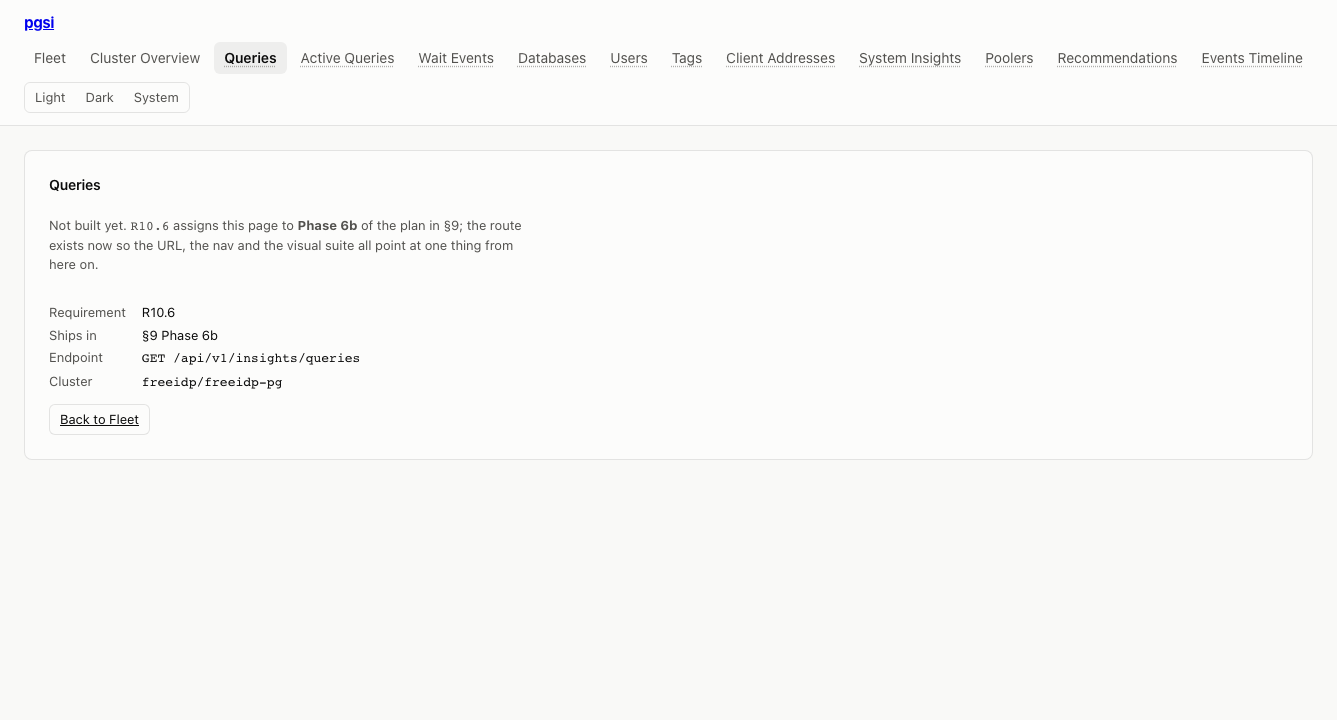 pgsi
Fleet Cluster Overview Queries Active Queries Wait Events Databases Users Tags Client Addresses System Insights Poolers Recommendations Events Timeline
Light Dark System
Queries
Not built yet. R10.6 assigns this page to Phase 6b of the plan in §9; the route
exists now so the URL, the nav and the visual suite all point at one thing from
here on.
Requirement R10.6
Ships in §9 Phase 6b
Endpoint GET /api/v1/insights/queries
Cluster freeidp/freeidp-pg
Back to Fleet